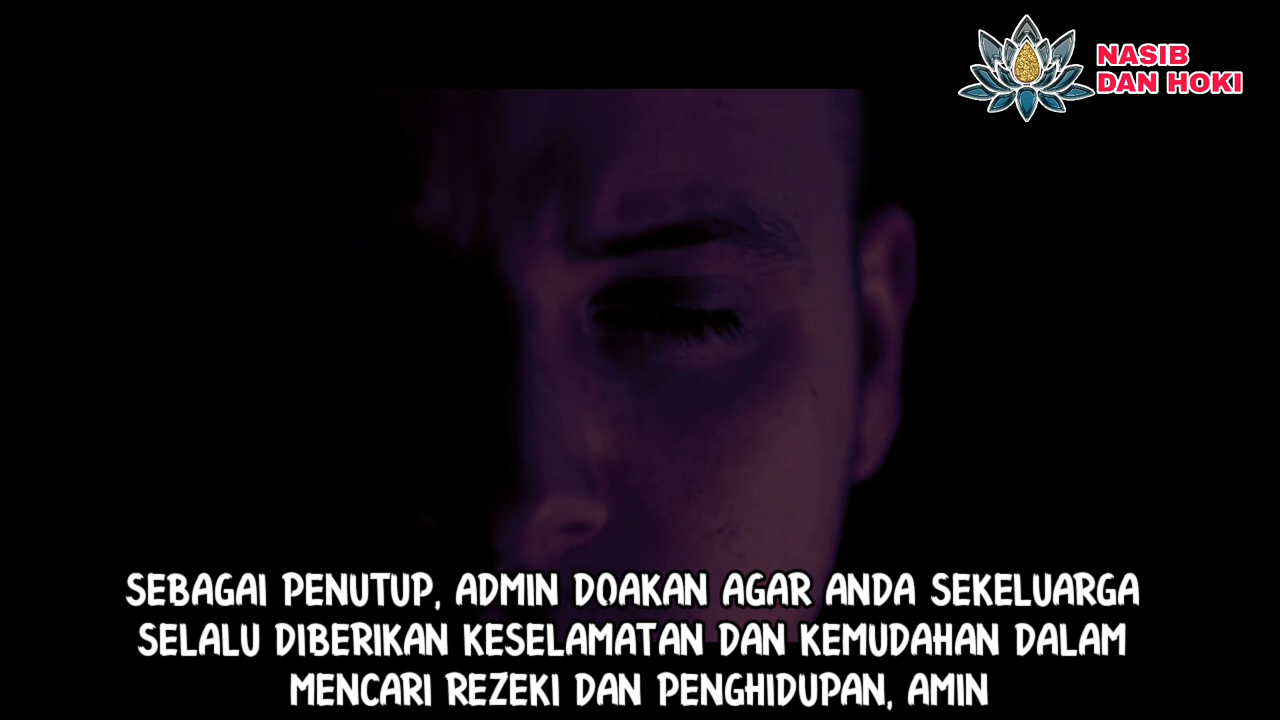 NASIB
DAN HOKI
SEBAGAI PENUTUP, ADMIN DOAKAN AGAR ANDA SEKELUARGA
SELALU DIBERIKAN KESELAMATAN DAN KEMUDAHAN DALAM
MENCARI REZEKI DAN PENGHIDUPAN, AMIN